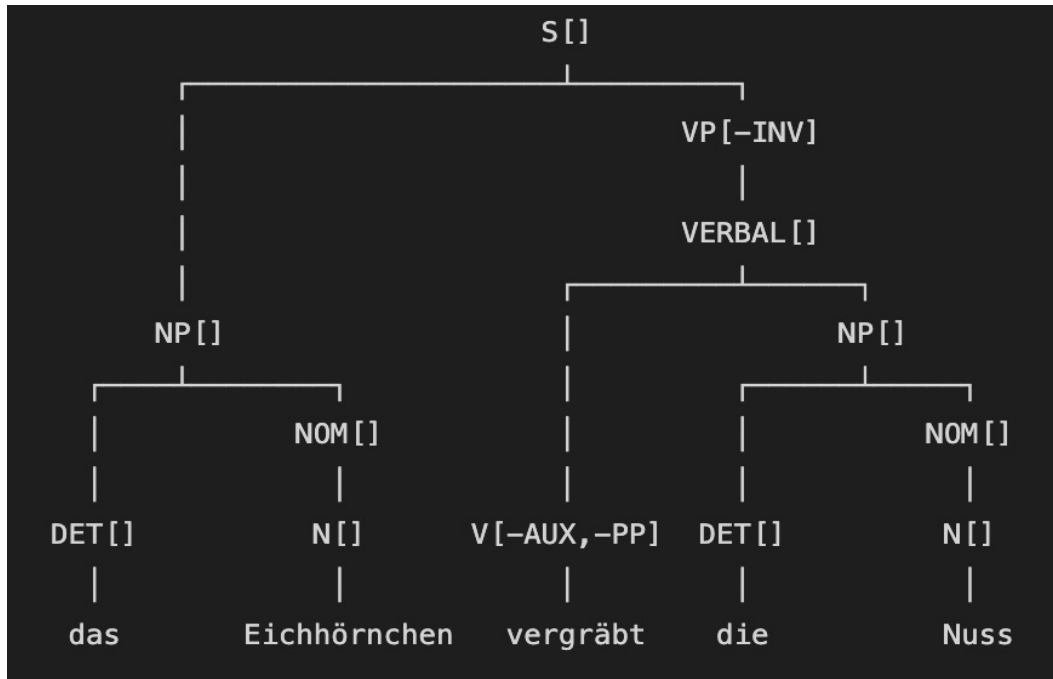 S[]
VP[-INV]
VERBAL[]
NP[] NP[]
NOM[] NOM[]
DET[] N[] V[-AUX,-PP] DET[] N[]
das Eichhörnchen vergräbt die Nuss